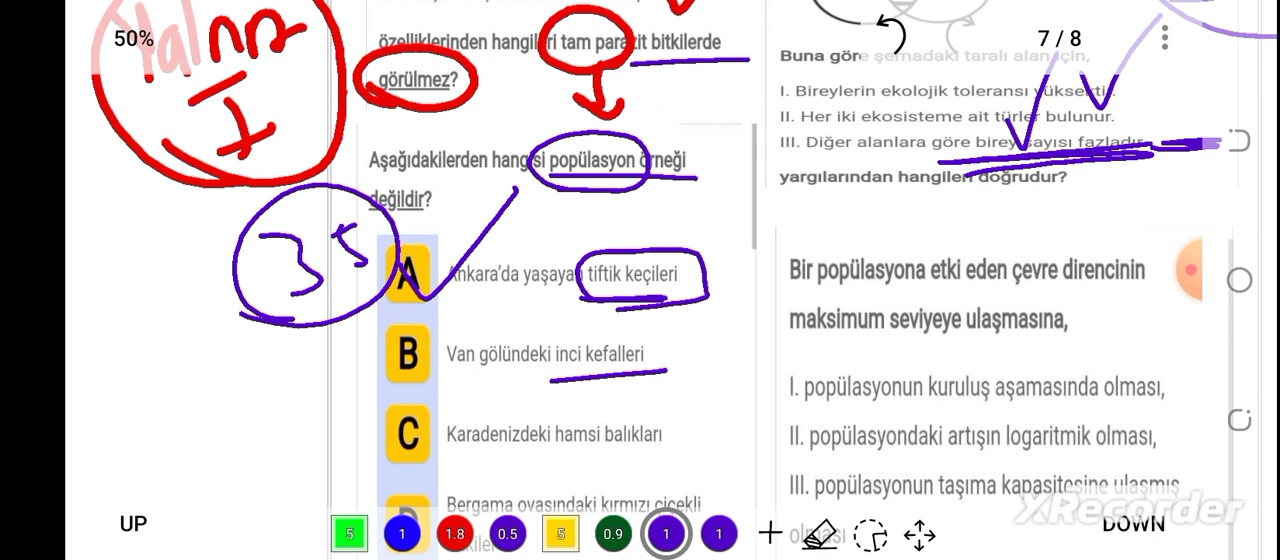 50%
Yalnız
I
özelliklerinden hangileri tam parazit bitkilerde
görülmez?
Aşağıdakilerden hangisi popülasyon örneği
değildir?
35
A
Ankara'da yaşayan tiftik keçileri
B
Van gölündeki inci kefalleri
C
Karadenizdeki hamsi balıkları
D
Bergama ovasındaki kırmızı çiçekli
7 / 8
Buna göre şemadaki taralı alan için,
I. Bireylerin ekolojik toleransı yüksektir.
II. Her iki ekosisteme ait türler bulunur.
III. Diğer alanlara göre birey sayısı fazladır.
yargılarından hangileri doğrudur?
Bir popülasyona etki eden çevre direncinin
maksimum seviyeye ulaşmasına,
I. popülasyonun kuruluş aşamasında olması,
II. popülasyondaki artışın logaritmik olması,
III. popülasyonun taşıma kapasitesine ulaşmış
olması
XRecorder
UP
5 1 1.8 0.5 5 0.9 1 1
DOWN